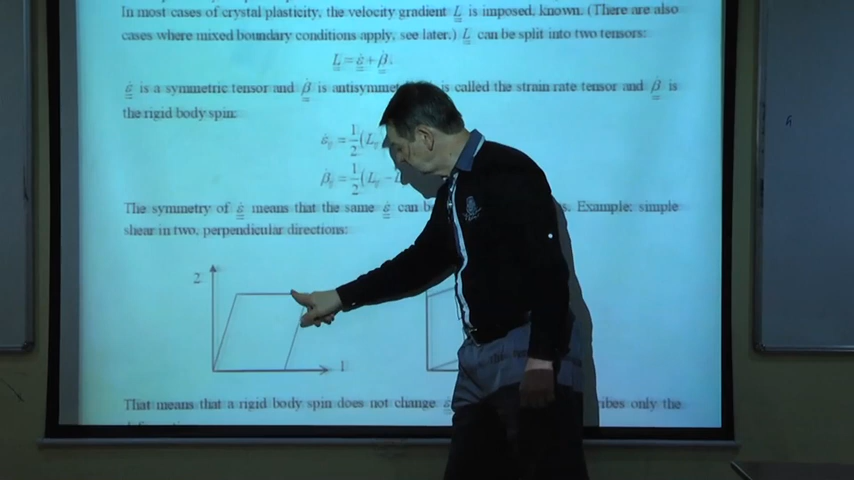 In most cases of crystal plasticity, the velocity gradient L is imposed, known. (There are also
cases where mixed boundary conditions apply, see later.) L can be split into two tensors:
L = ε̇ + β̇.
ε̇ is a symmetric tensor and β̇ is antisymmet is called the strain rate tensor and β̇ is
the rigid body spin:
ε̇ij = 1/2 (Lij
β̇ij = 1/2 (Lij − L
The symmetry of ε̇ means that the same ε̇ can b s. Example: simple
shear in two, perpendicular directions:
2
1
That means that a rigid body spin does not change ε̇ ribes only the